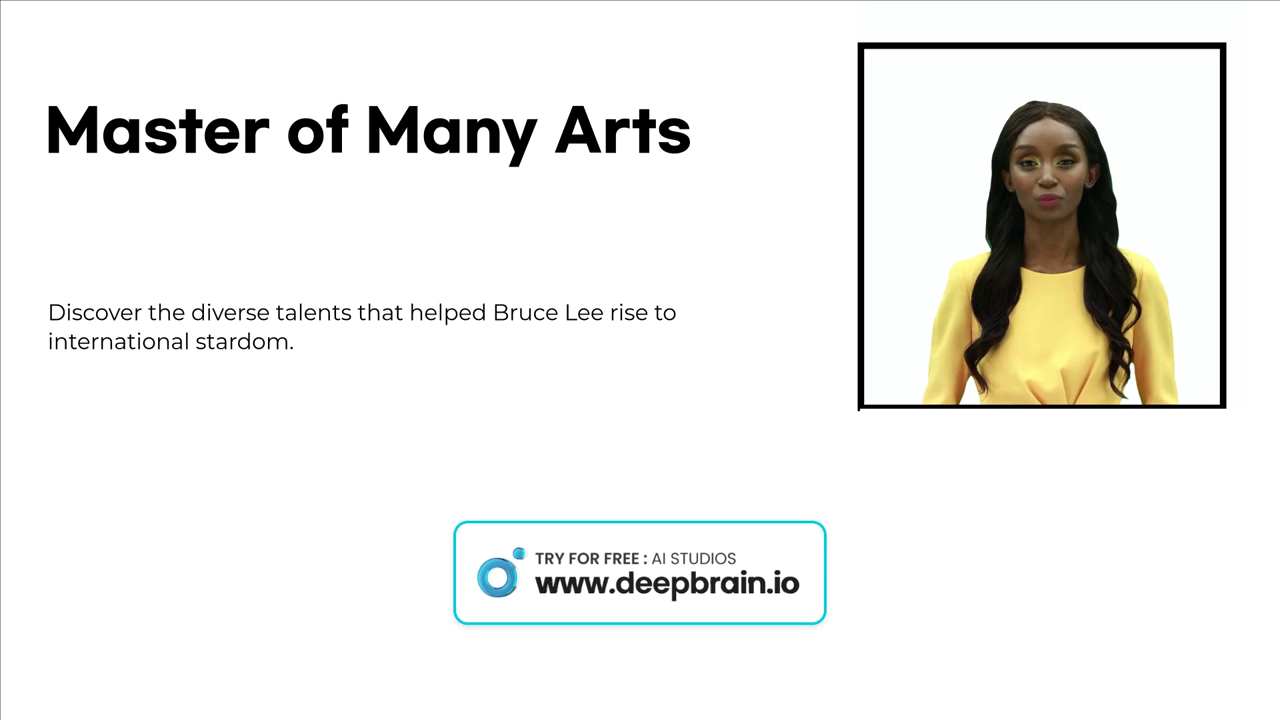 Master of Many Arts
Discover the diverse talents that helped Bruce Lee rise to
international stardom.
TRY FOR FREE : AI STUDIOS
www.deepbrain.io